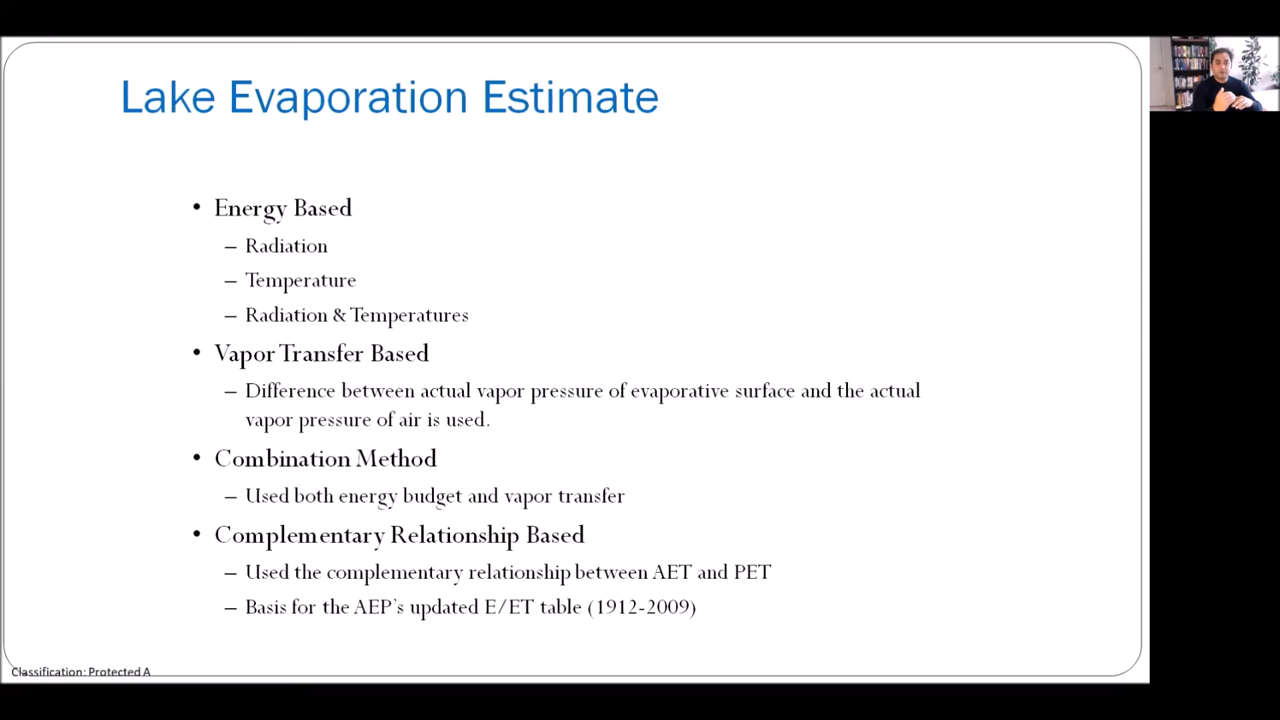 Lake Evaporation Estimate
• Energy Based
– Radiation
– Temperature
– Radiation & Temperatures
• Vapor Transfer Based
– Difference between actual vapor pressure of evaporative surface and the actual
vapor pressure of air is used.
• Combination Method
– Used both energy budget and vapor transfer
• Complementary Relationship Based
– Used the complementary relationship between AET and PET
– Basis for the AEP's updated E/ET table (1912-2009)
Classification: Protected A